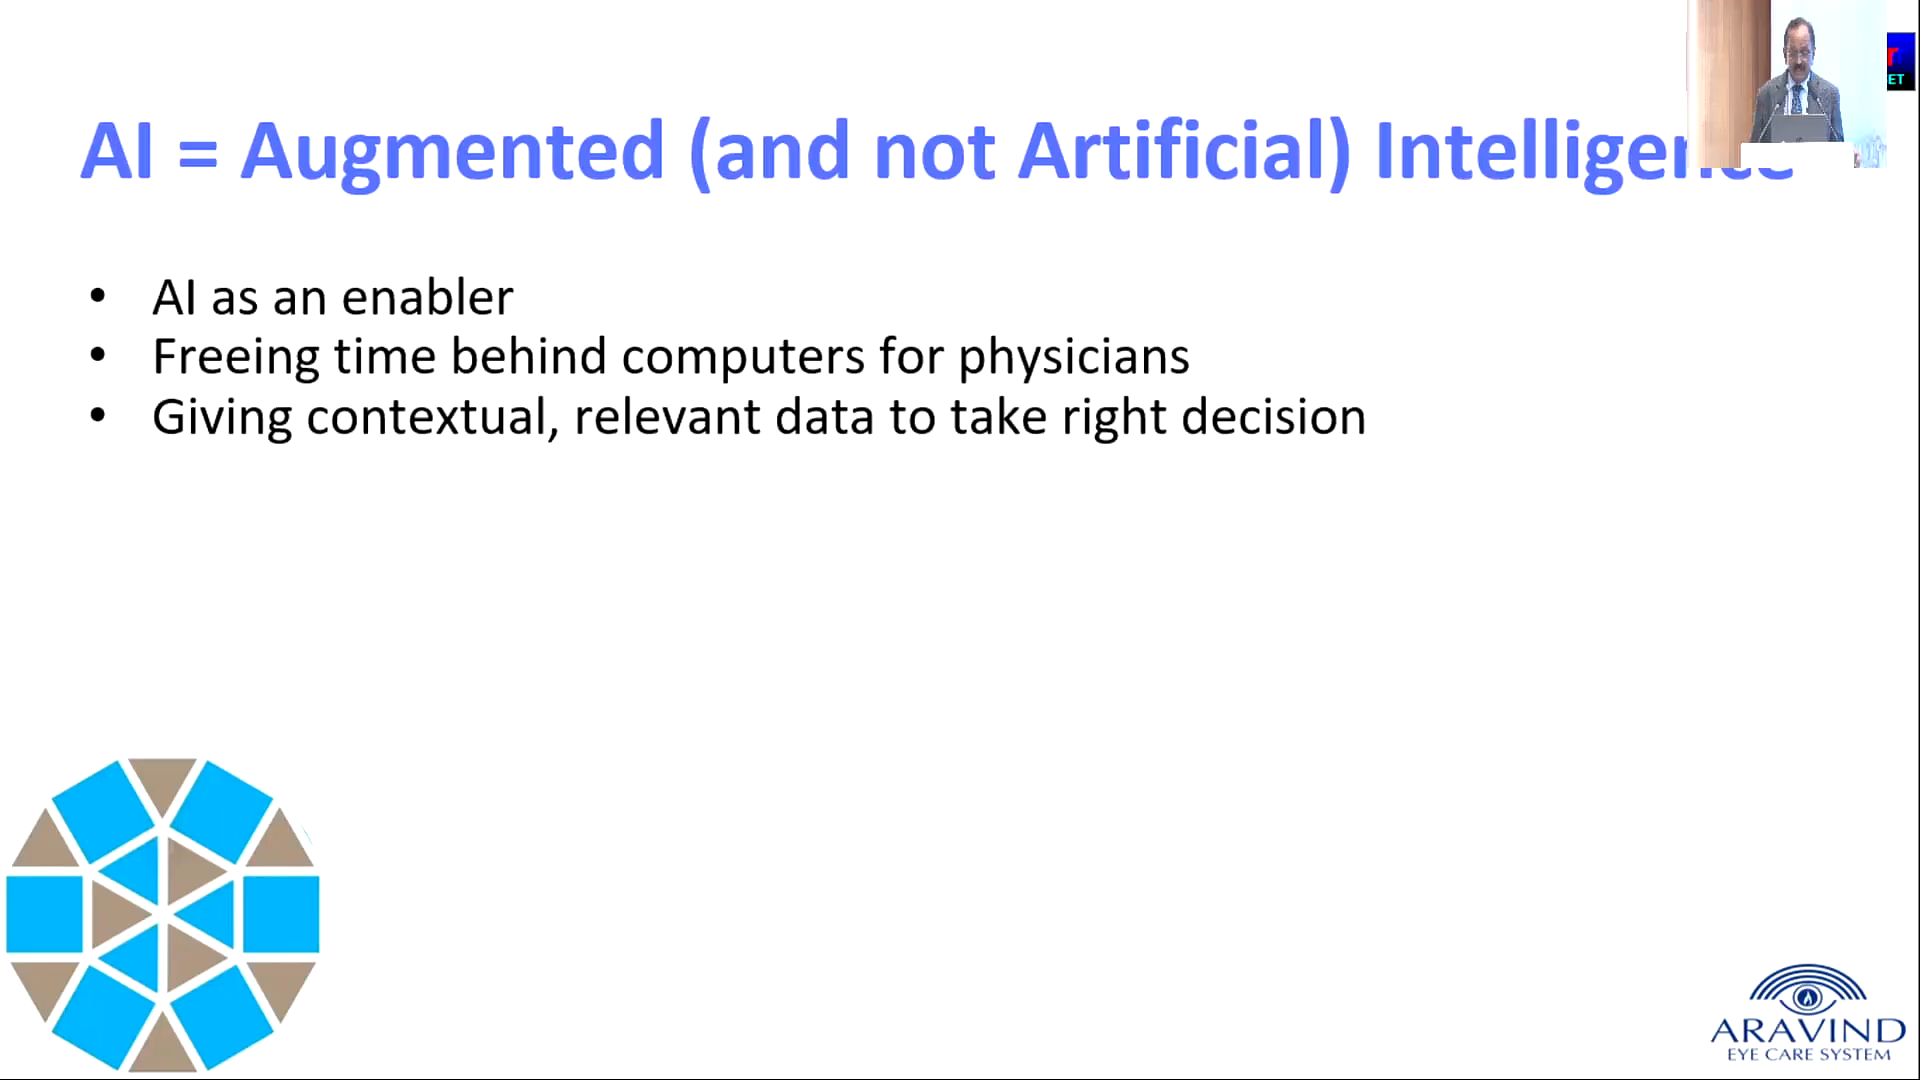 AI = Augmented (and not Artificial) Intelligence
• AI as an enabler
• Freeing time behind computers for physicians
• Giving contextual, relevant data to take right decision
ARAVIND
EYE CARE SYSTEM